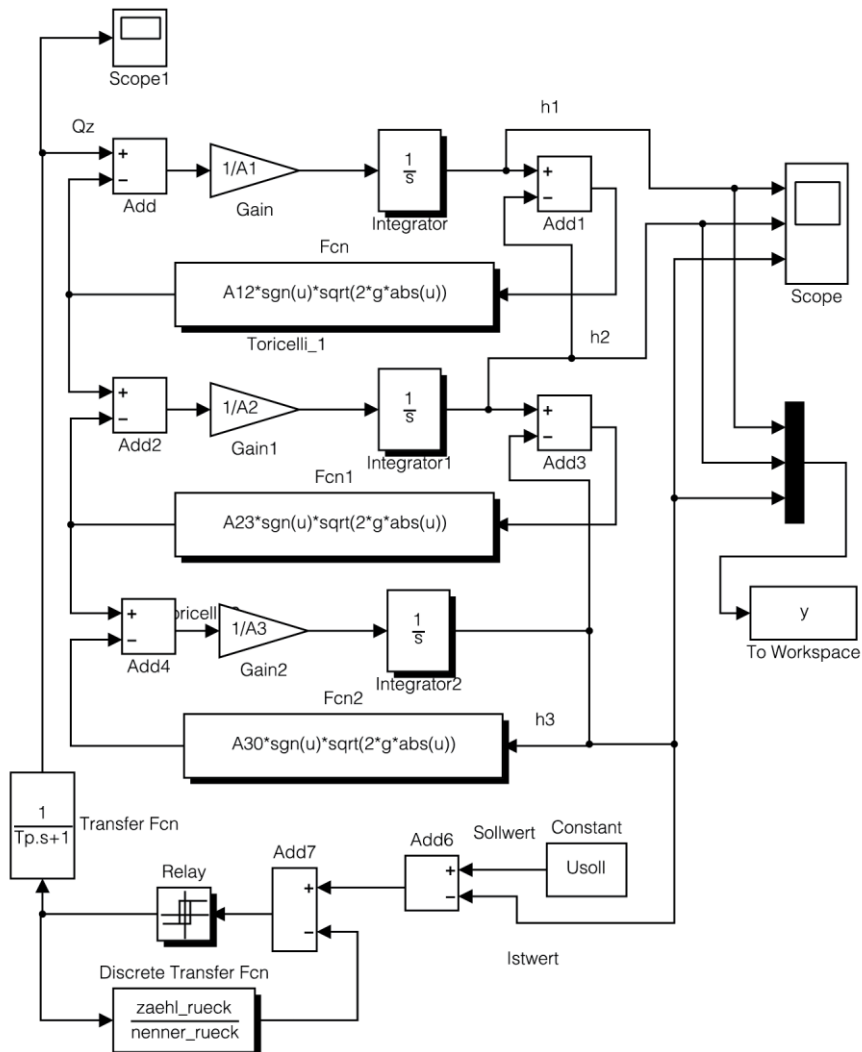 Scope1
Qz
h1
+
−
Add
1/A1
Gain
1
s
Integrator
+
−
Add1
Scope
Fcn
A12*sgn(u)*sqrt(2*g*abs(u))
Toricelli_1
h2
+
−
Add2
1/A2
Gain1
1
s
Integrator1
+
−
Add3
Fcn1
A23*sgn(u)*sqrt(2*g*abs(u))
+
−
Add4
1/A3
Gain2
1
s
Integrator2
y
To Workspace
Fcn2
A30*sgn(u)*sqrt(2*g*abs(u))
h3
1
Tp.s+1
Transfer Fcn
Relay
Add7
+
−
Add6
+
−
Sollwert
Constant
Usoll
Istwert
Discrete Transfer Fcn
zaehl_rueck
nenner_rueck